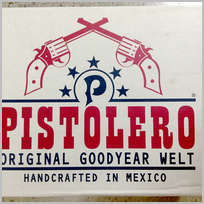 P
PISTOLERO
ORIGINAL GOODYEAR WELT
HANDCRAFTED IN MEXICO